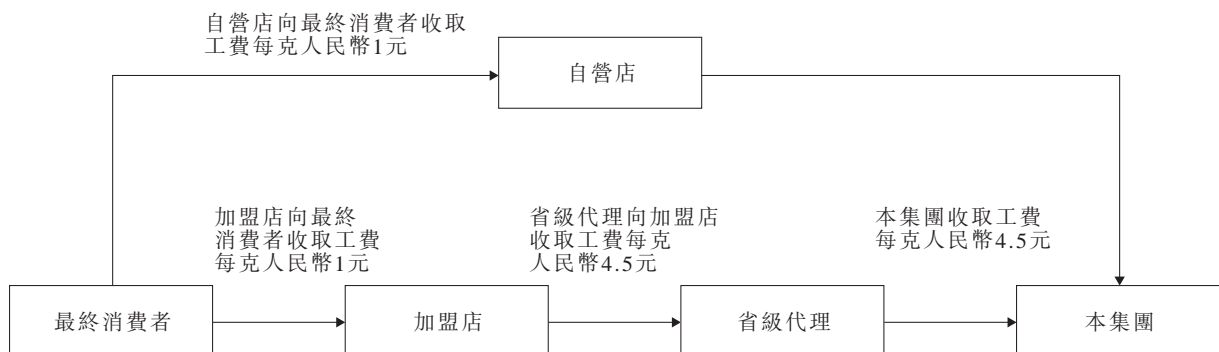 自營店向最終消費者收取
工費每克人民幣1元
自營店
加盟店向最終
消費者收取工費
每克人民幣1元
省級代理向加盟店
收取工費每克
人民幣4.5元
本集團收取工費
每克人民幣4.5元
最終消費者
加盟店
省級代理
本集團